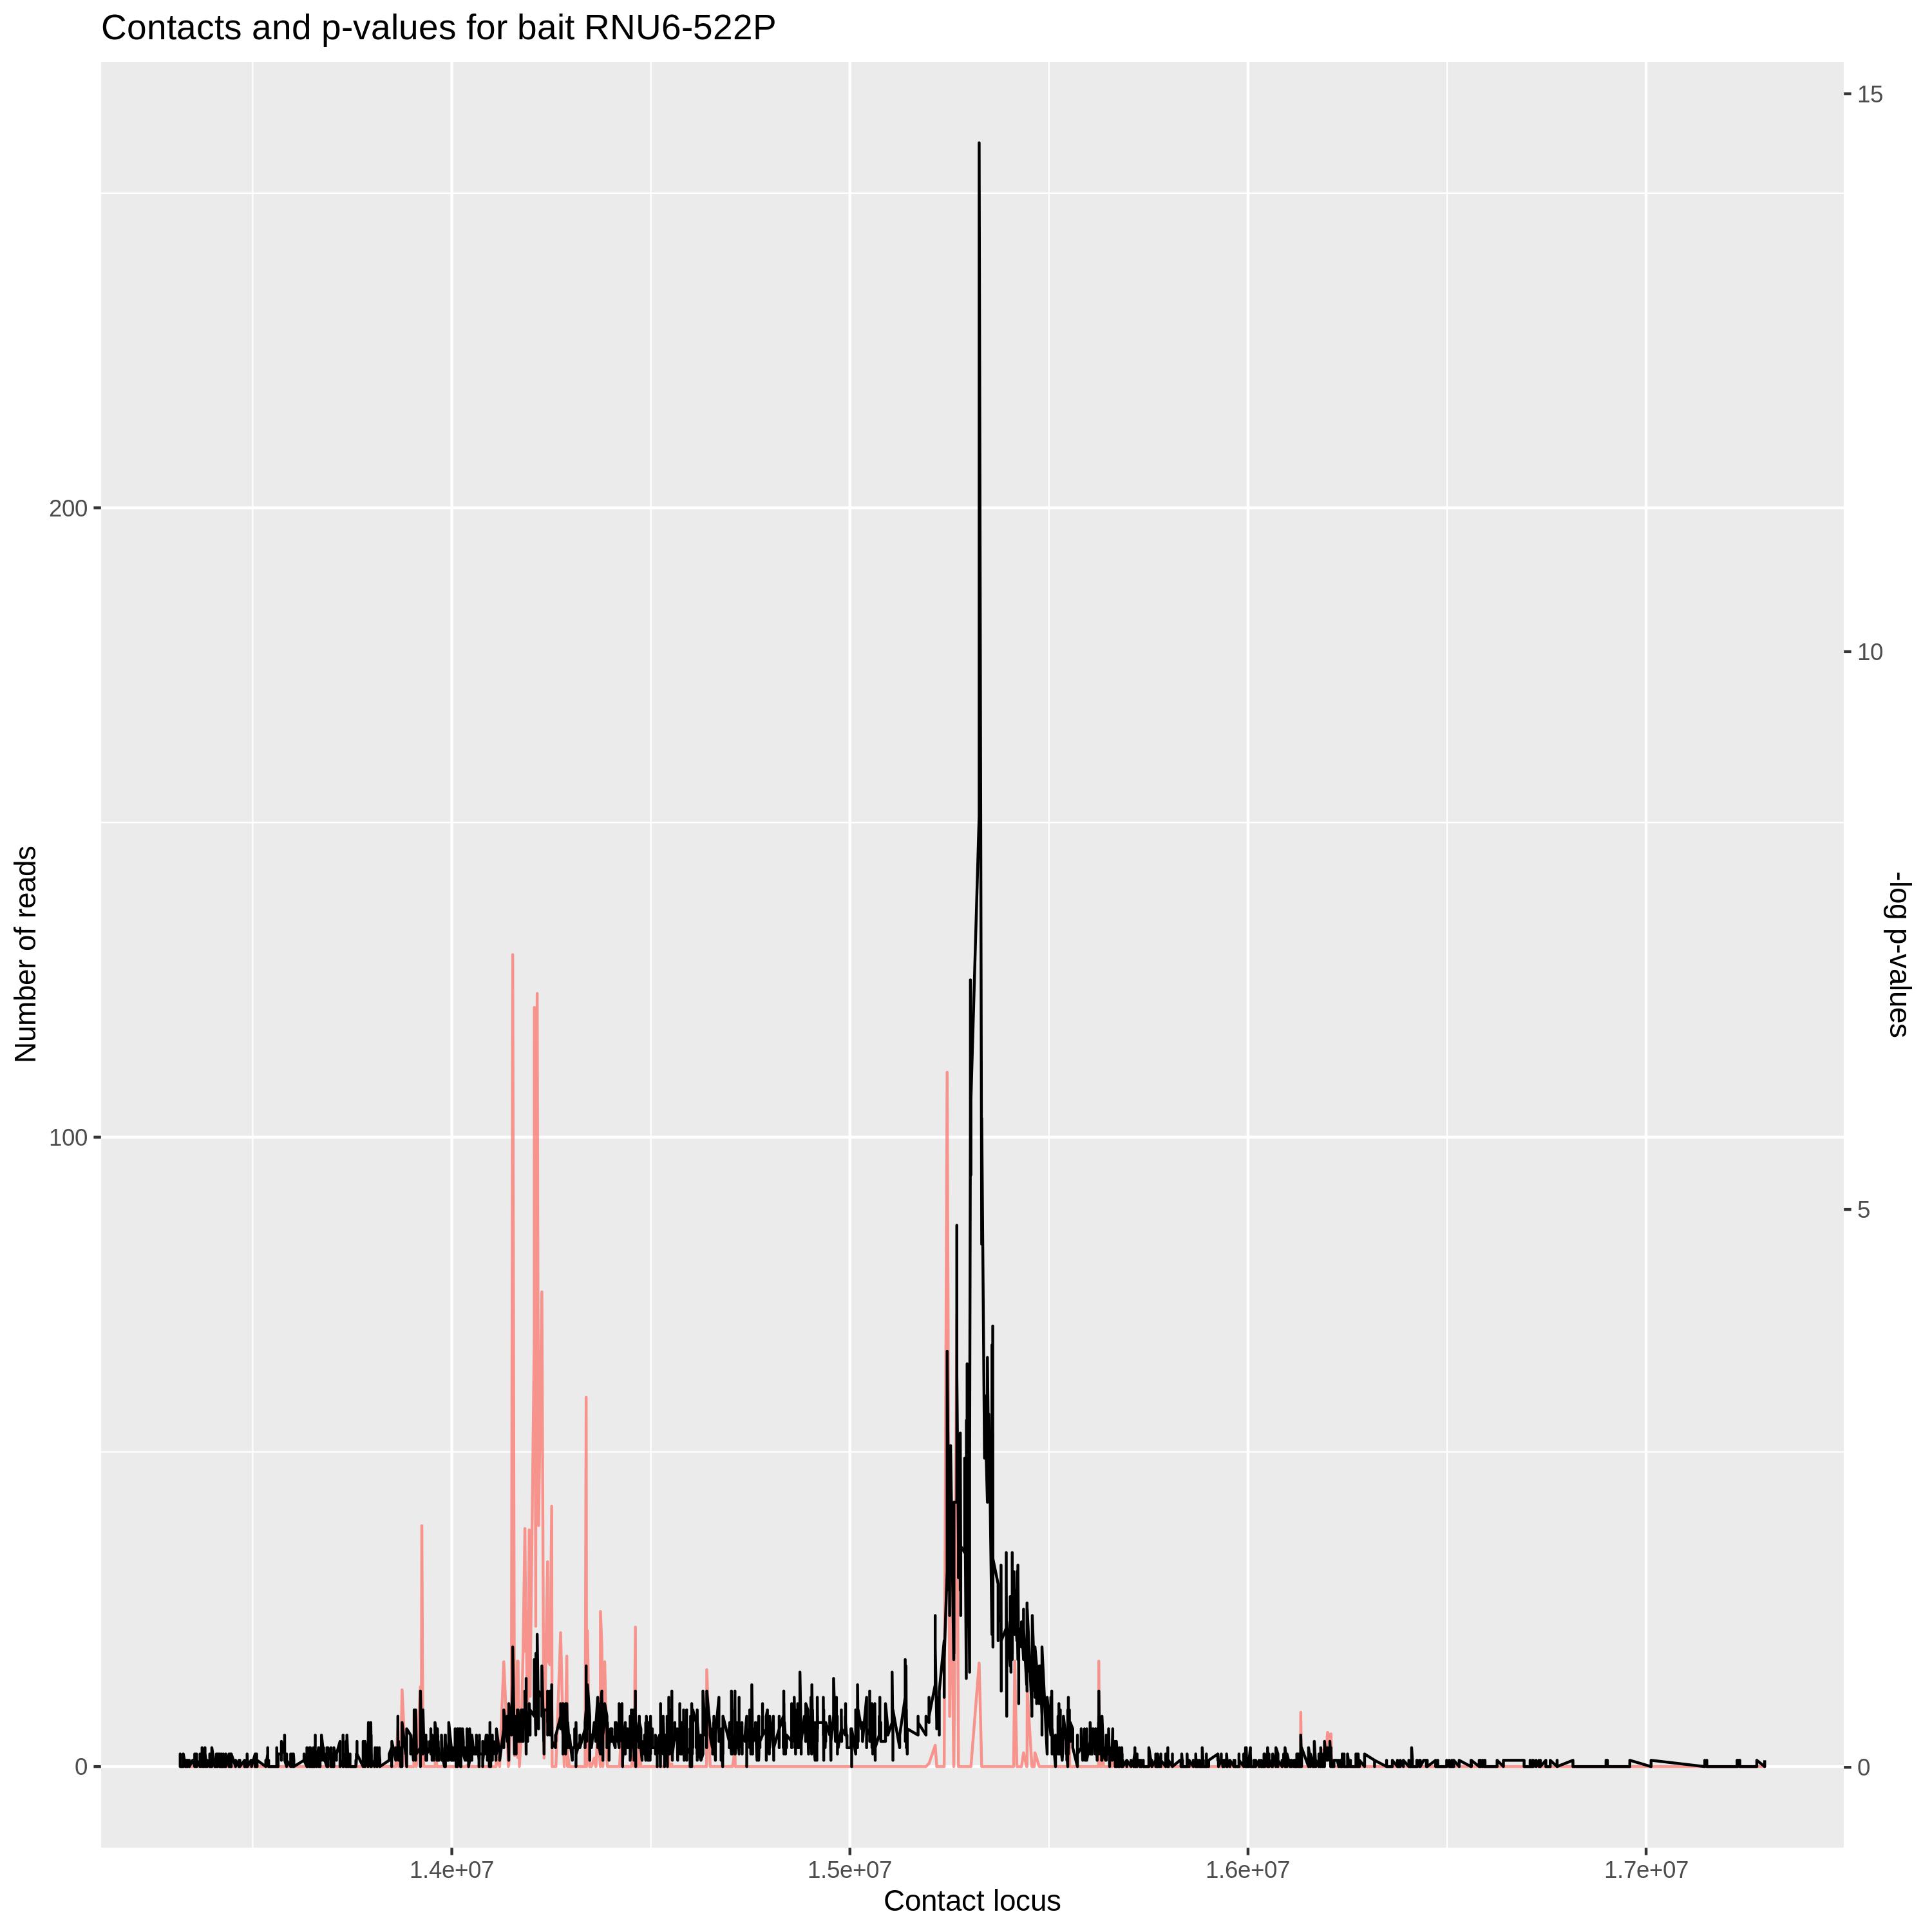 Contacts and p-values for bait RNU6-522P
Number of reads
200
100
0
15
10
5
0
-log p-values
1.4e+07 1.5e+07 1.6e+07 1.7e+07
Contact locus